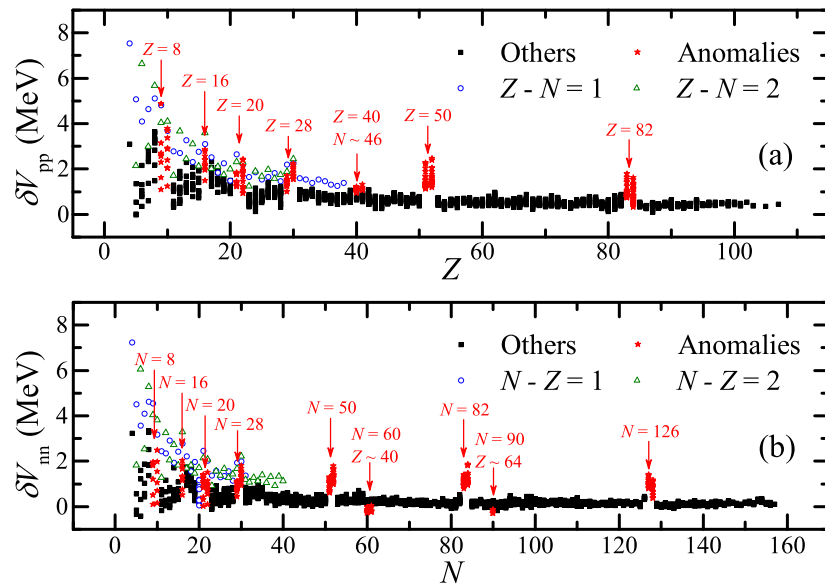 8
6
4
2
0
δV_pp (MeV)
Z = 8
Z = 16
Z = 20
Z = 28
Z = 40
N ~ 46
Z = 50
Z = 82
Others
Anomalies
Z - N = 1
Z - N = 2
(a)
0 20 40 60 80 100
Z
8
6
4
2
0
δV_nn (MeV)
N = 8
N = 16
N = 20
N = 28
N = 50
N = 60
Z ~ 40
N = 82
N = 90
Z ~ 64
N = 126
Others
Anomalies
N - Z = 1
N - Z = 2
(b)
0 20 40 60 80 100 120 140 160
N